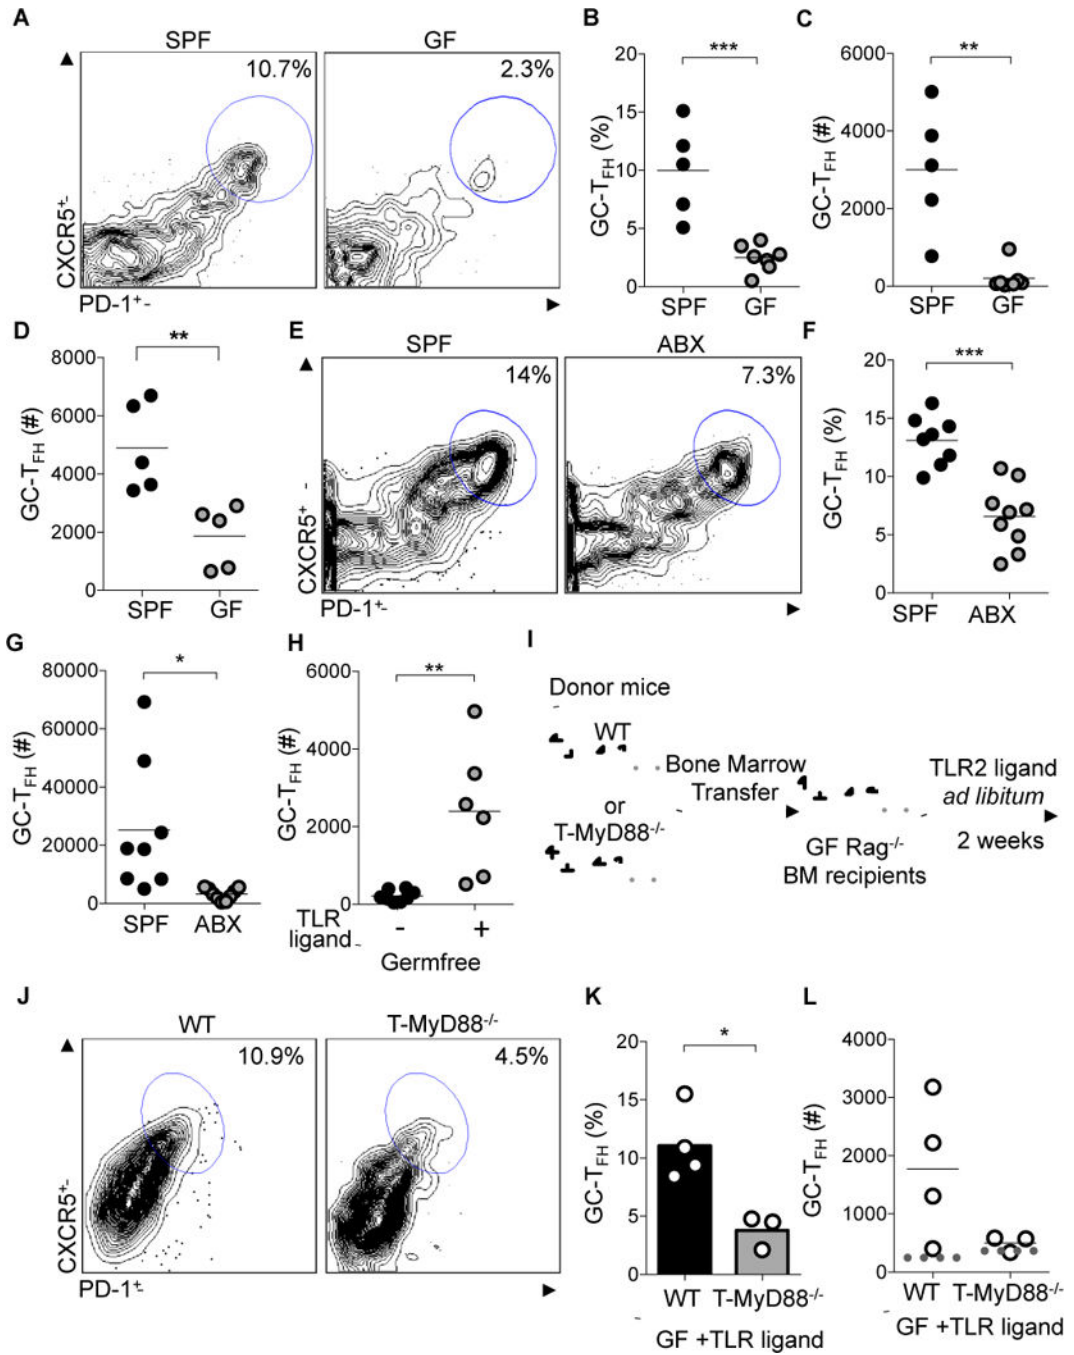 A
SPF
GF
10.7%
2.3%
CXCR5+-
PD-1+-
B
***
GC-TFH (%)
20
15
10
5
0
SPF
GF
C
**
GC-TFH (#)
6000
4000
2000
0
SPF
GF
D
**
GC-TFH (#)
8000
6000
4000
2000
0
SPF
GF
E
SPF
ABX
14%
7.3%
CXCR5+-
PD-1+-
F
***
GC-TFH (%)
20
15
10
5
0
SPF
ABX
G
*
GC-TFH (#)
80000
60000
40000
20000
0
SPF
ABX
H
**
GC-TFH (#)
6000
4000
2000
0
TLR
ligand
-
+
Germfree
I
Donor mice
WT
or
T-MyD88-/-
Bone Marrow
Transfer
GF Rag-/-
BM recipients
TLR2 ligand
ad libitum
2 weeks
J
WT
T-MyD88-/-
10.9%
4.5%
CXCR5+-
PD-1+-
K
*
GC-TFH (%)
20
15
10
5
0
WT
T-MyD88-/-
GF +TLR ligand
L
GC-TFH (#)
4000
3000
2000
1000
0
WT
T-MyD88-/-
GF +TLR ligand